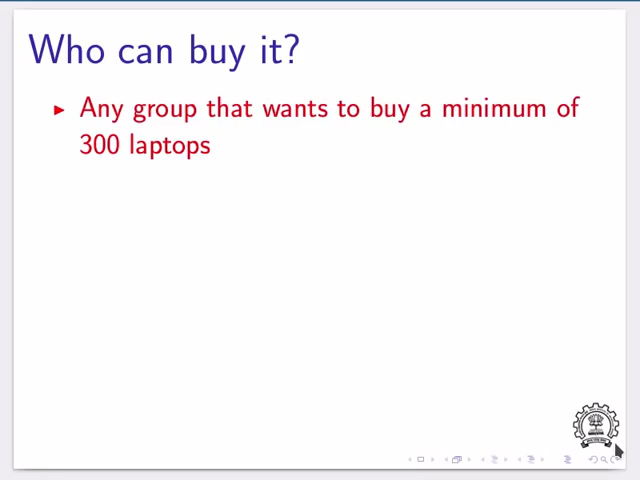 Who can buy it?
Any group that wants to buy a minimum of
300 laptops